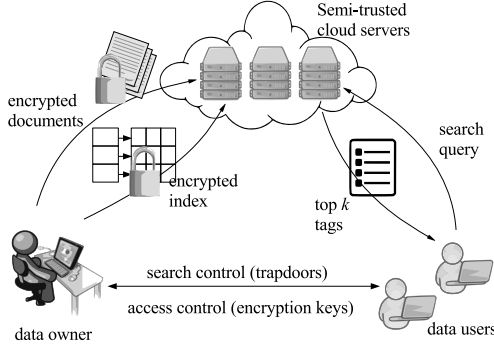 Semi-trusted
cloud servers
encrypted
documents
encrypted
index
search
query
top k
tags
search control (trapdoors)
access control (encryption keys)
data owner
data users